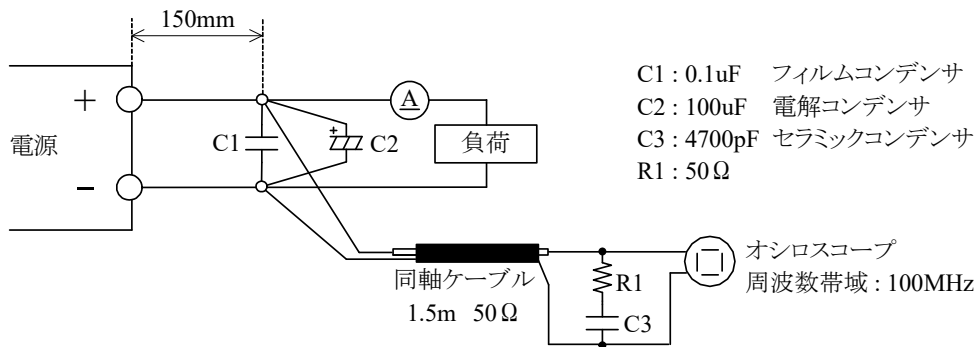 150mm
+
電源
−
C1
+
C2
A
負荷
C1 : 0.1uF フィルムコンデンサ
C2 : 100uF 電解コンデンサ
C3 : 4700pF セラミックコンデンサ
R1 : 50Ω
同軸ケーブル
1.5m 50Ω
R1
C3
オシロスコープ
周波数帯域 : 100MHz